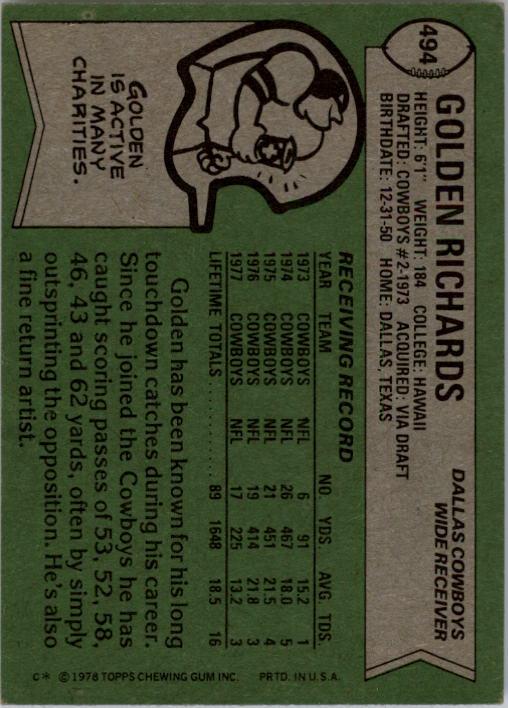 494
GOLDEN RICHARDS
DALLAS COWBOYS
WIDE RECEIVER
HEIGHT: 6'1" WEIGHT: 184 COLLEGE: HAWAII
DRAFTED: COWBOYS #2-1973 ACQUIRED: VIA DRAFT
BIRTHDATE: 12-31-50 HOME: DALLAS, TEXAS
GOLDEN
IS ACTIVE
IN MANY
CHARITIES.
RECEIVING RECORD
YEAR TEAM NO. YDS. AVG. TDS.
1973 COWBOYS NFL 6 91 15.2 1
1974 COWBOYS NFL 26 467 18.0 5
1975 COWBOYS NFL 21 451 21.5 4
1976 COWBOYS NFL 19 414 21.8 3
1977 COWBOYS NFL 17 225 13.2 3
LIFETIME TOTALS . . . . . . . . . . 89 1648 18.5 16
Golden has been known for his long
touchdown catches during his career.
Since he joined the Cowboys he has
caught scoring passes of 53, 52, 58,
46, 43 and 62 yards, often by simply
outsprinting the opposition. He's also
a fine return artist.
C* © 1978 TOPPS CHEWING GUM INC. PRTD. IN U.S.A.